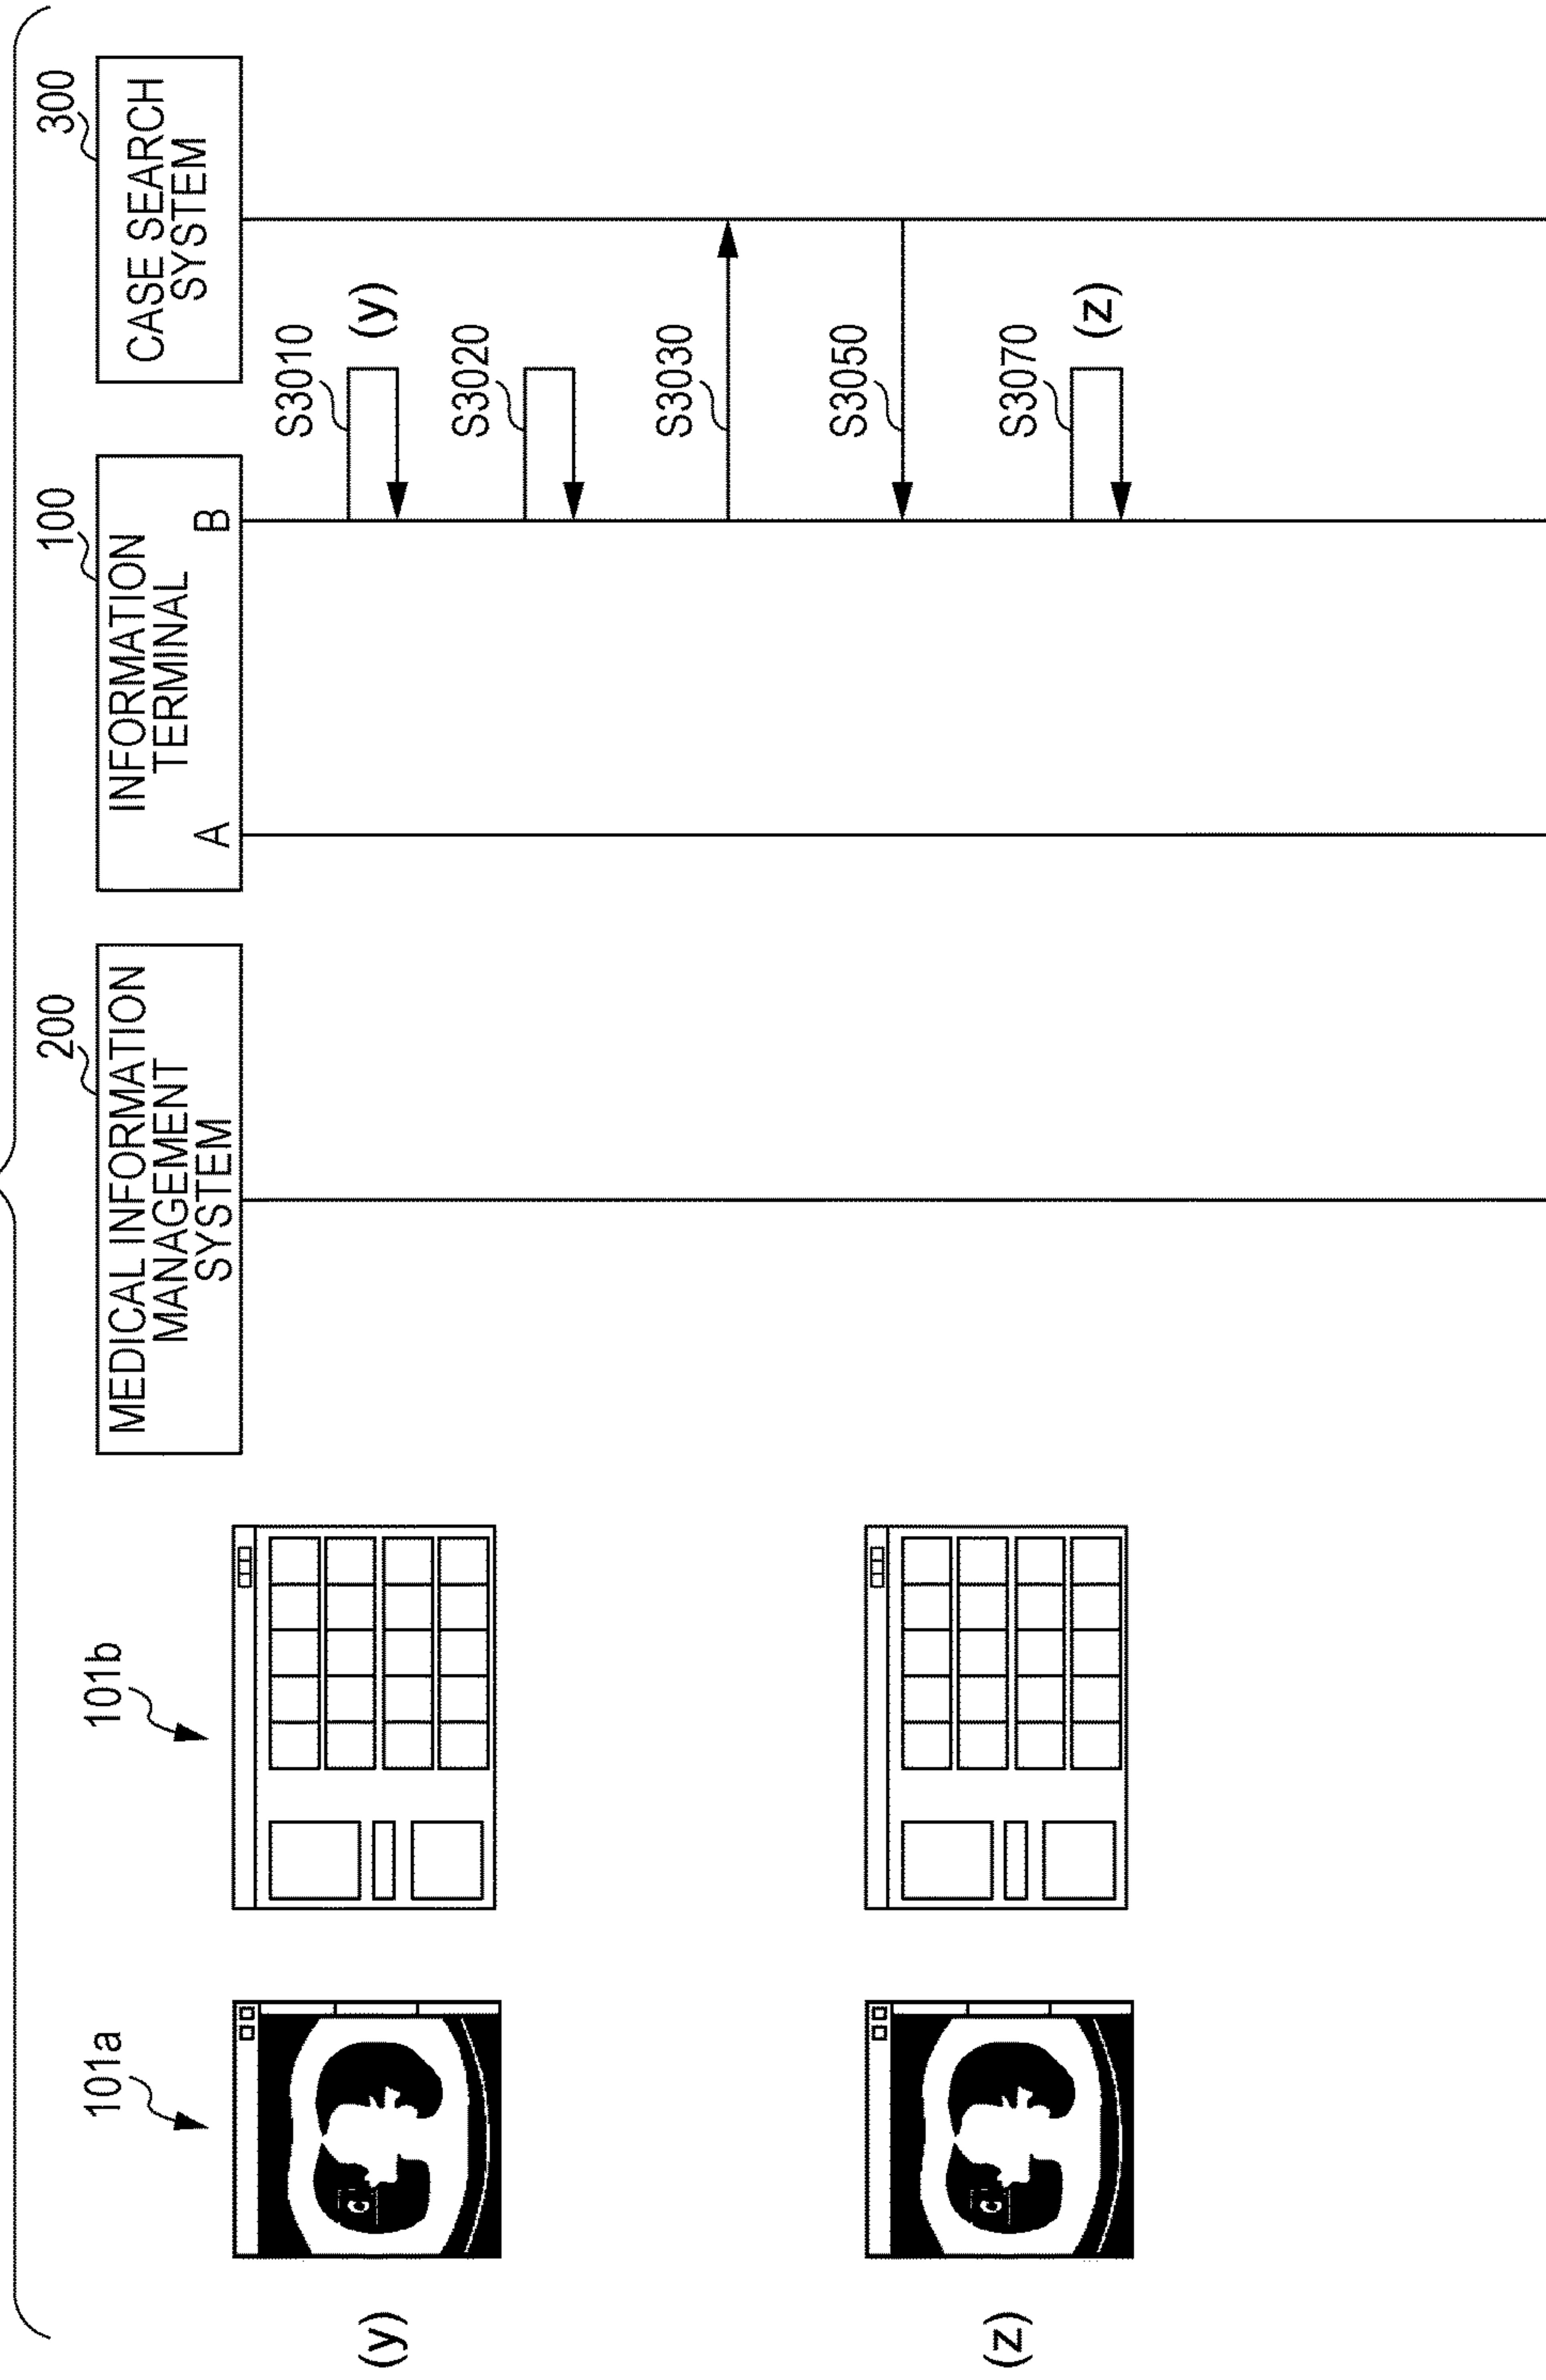 101a
101b
200
MEDICAL INFORMATION
MANAGEMENT
SYSTEM
100
INFORMATION
TERMINAL
A
B
300
CASE SEARCH
SYSTEM
(y)
S3010
(y)
S3020
S3030
S3050
(z)
S3070
(z)